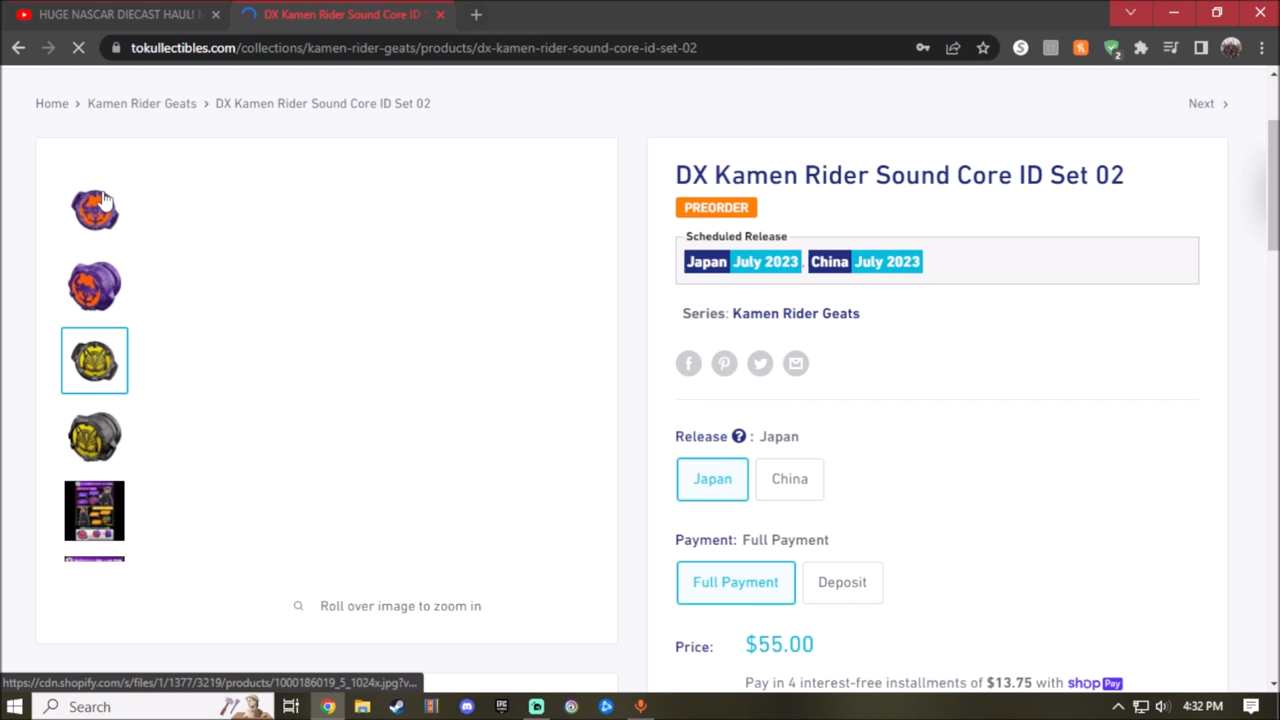 HUGE NASCAR DIECAST HAUL!
DX Kamen Rider Sound Core ID S
tokullectibles.com/collections/kamen-rider-geats/products/dx-kamen-rider-sound-core-id-set-02
2
Home > Kamen Rider Geats > DX Kamen Rider Sound Core ID Set 02
Next >
DX Kamen Rider Sound Core ID Set 02
PREORDER
Scheduled Release
Japan July 2023, China July 2023
Series: Kamen Rider Geats
Release ? : Japan
Japan China
Payment: Full Payment
Full Payment Deposit
Roll over image to zoom in
Price: $55.00
Pay in 4 interest-free installments of $13.75 with shop Pay
https://cdn.shopify.com/s/files/1/1377/3219/products/1000186019_5_1024x.jpg?v...
Search
EPIC
4:32 PM